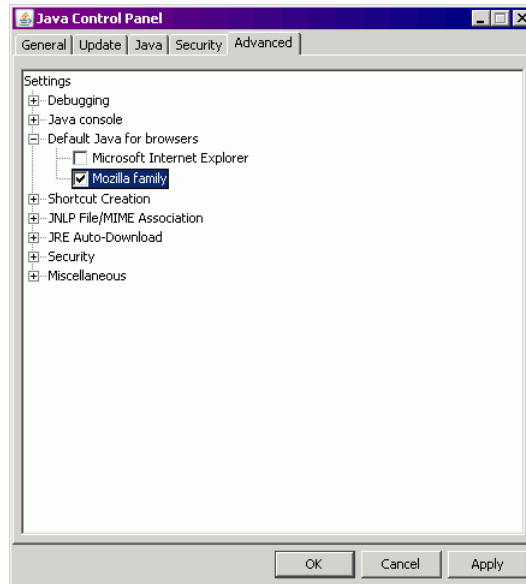 Java Control Panel
General Update Java Security Advanced
Settings
Debugging
Java console
Default Java for browsers
Microsoft Internet Explorer
Mozilla family
Shortcut Creation
JNLP File/MIME Association
JRE Auto-Download
Security
Miscellaneous
OK Cancel Apply